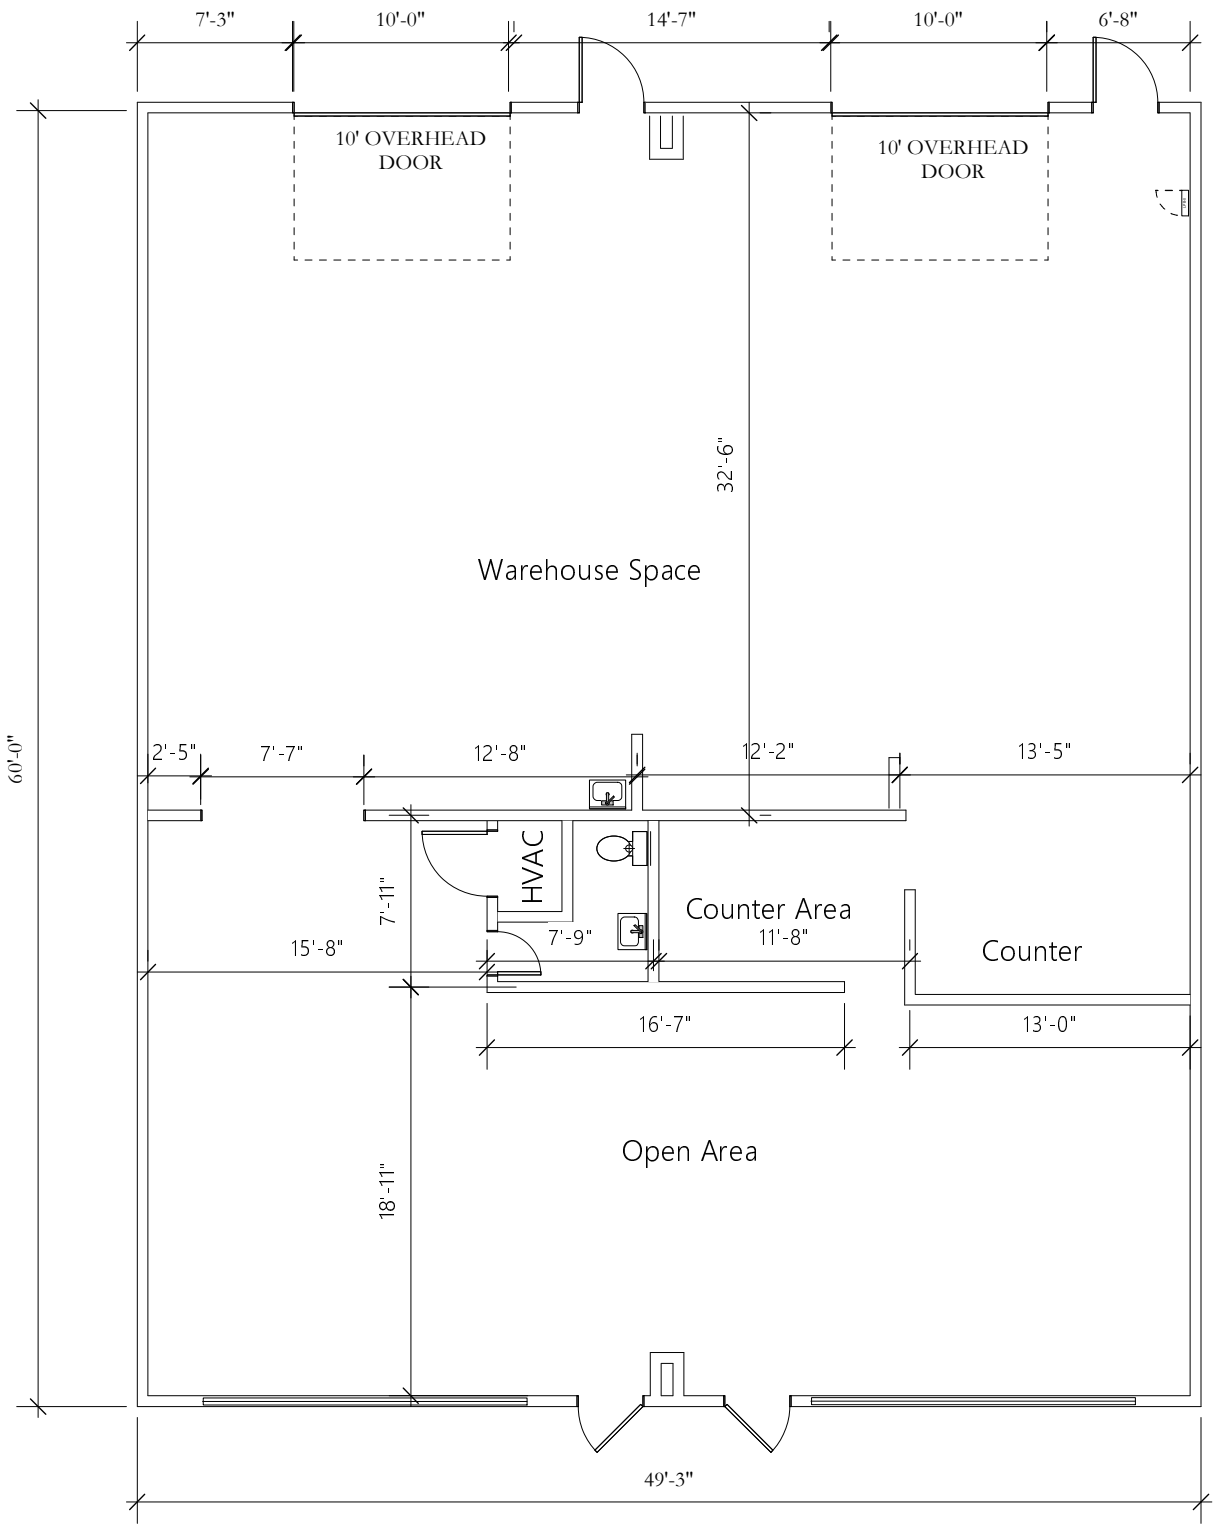 7'-3"
10'-0"
14'-7"
10'-0"
6'-8"
10' OVERHEAD
DOOR
10' OVERHEAD
DOOR
32'-6"
Warehouse Space
60'-0"
2'-5"
7'-7"
12'-8"
12'-2"
13'-5"
HVAC
7'-11"
Counter Area
7'-9"
11'-8"
15'-8"
Counter
16'-7"
13'-0"
Open Area
18'-11"
49'-3"